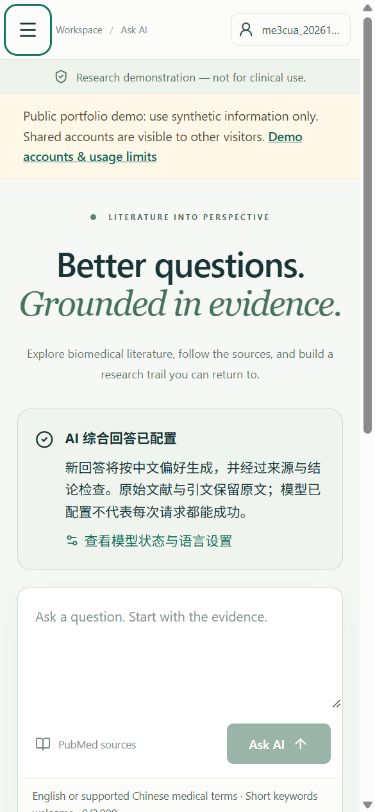 Workspace / Ask AI
me3cua_20261...
Research demonstration — not for clinical use.
Public portfolio demo: use synthetic information only.
Shared accounts are visible to other visitors. Demo
accounts & usage limits
LITERATURE INTO PERSPECTIVE
Better questions.
Grounded in evidence.
Explore biomedical literature, follow the sources, and build a
research trail you can return to.
AI 综合回答已配置
新回答将按中文偏好生成，并经过来源与结
论检查。原始文献与引文保留原文；模型已
配置不代表每次请求都能成功。
查看模型状态与语言设置
Ask a question. Start with the evidence.
PubMed sources
Ask AI
English or supported Chinese medical terms · Short keywords